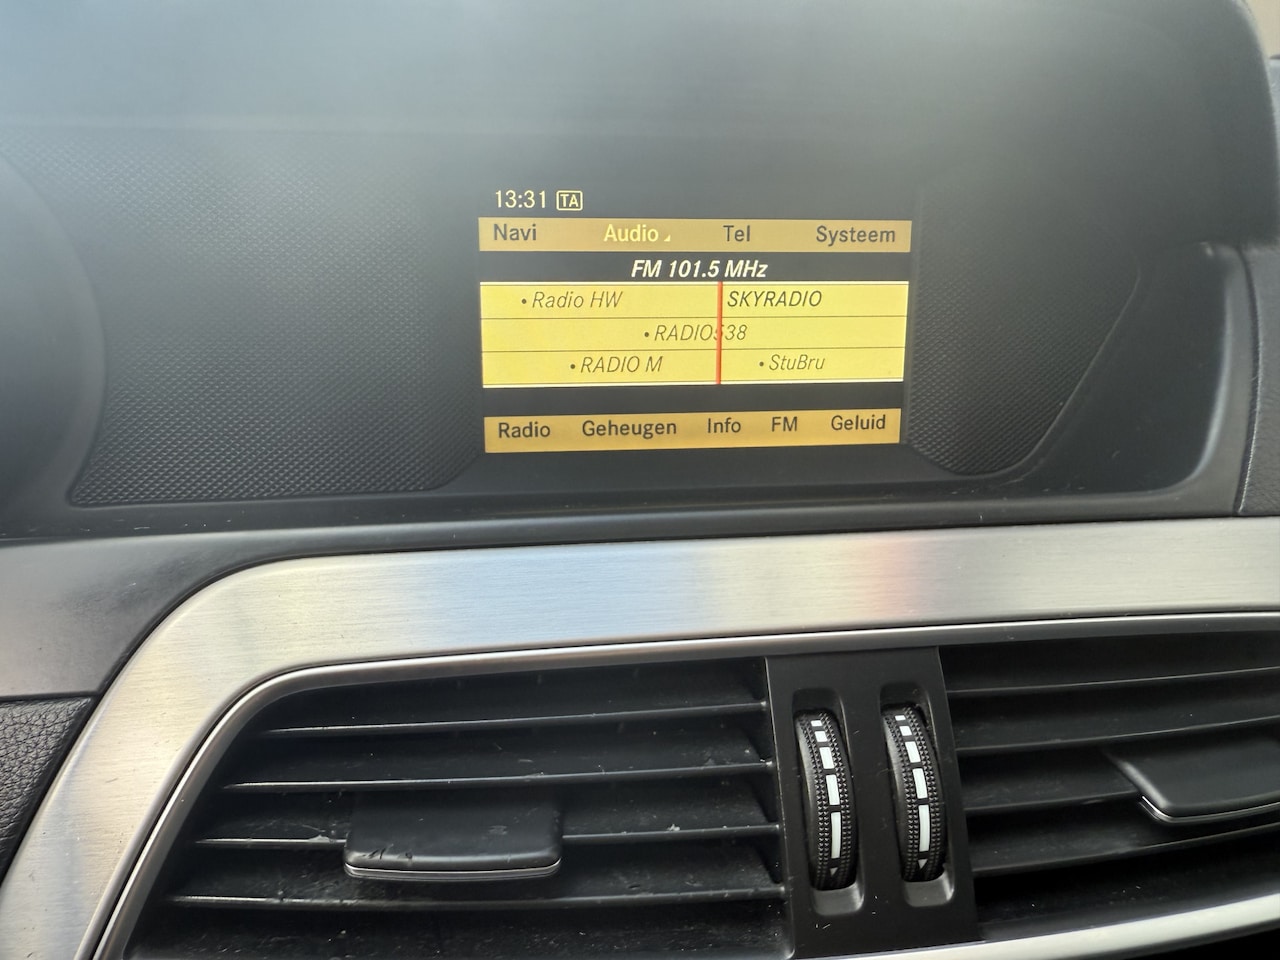 13:31 TA
Navi Audio Tel Systeem
FM 101.5 MHz
• Radio HW SKYRADIO
• RADIO538
• RADIO M • StuBru
Radio Geheugen Info FM Geluid